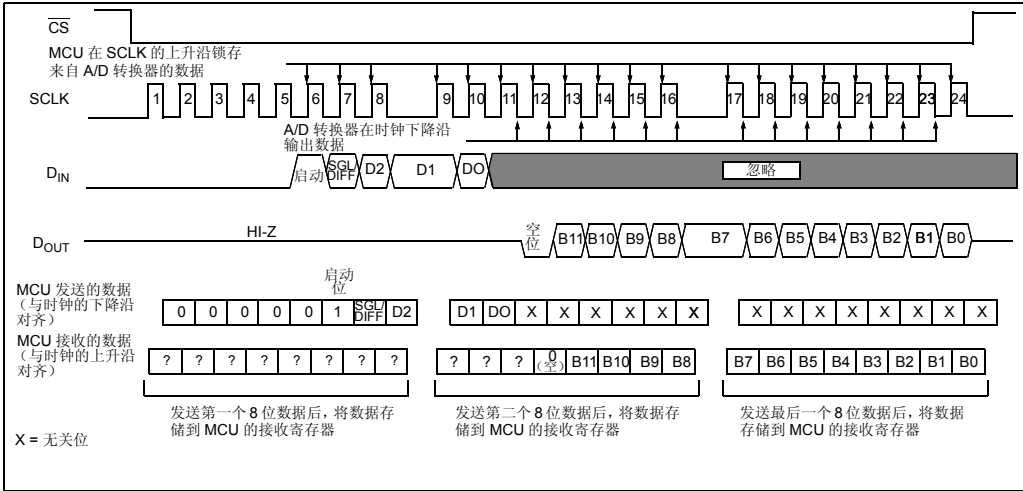 CS
MCU 在 SCLK 的上升沿锁存
来自 A/D 转换器的数据
SCLK
1 2 3 4 5 6 7 8 9 10 11 12 13 14 15 16 17 18 19 20 21 22 23 24
A/D 转换器在时钟下降沿
输出数据
DIN
启动 SGL/DIFF D2 D1 DO 忽略
DOUT
HI-Z
空位 B11 B10 B9 B8 B7 B6 B5 B4 B3 B2 B1 B0
启动
位
MCU 发送的数据
(与时钟的下降沿
对齐)
0 0 0 0 0 1 SGL/DIFF D2 D1 DO X X X X X X X X X X X X X X
MCU 接收的数据
(与时钟的上升沿
对齐)
? ? ? ? ? ? ? ? ? ? ? 0(空) B11 B10 B9 B8 B7 B6 B5 B4 B3 B2 B1 B0
发送第一个 8 位数据后,将数据存
储到 MCU 的接收寄存器
发送第二个 8 位数据后,将数据存
储到 MCU 的接收寄存器
发送最后一个 8 位数据后,将数据
存储到 MCU 的接收寄存器
X = 无关位